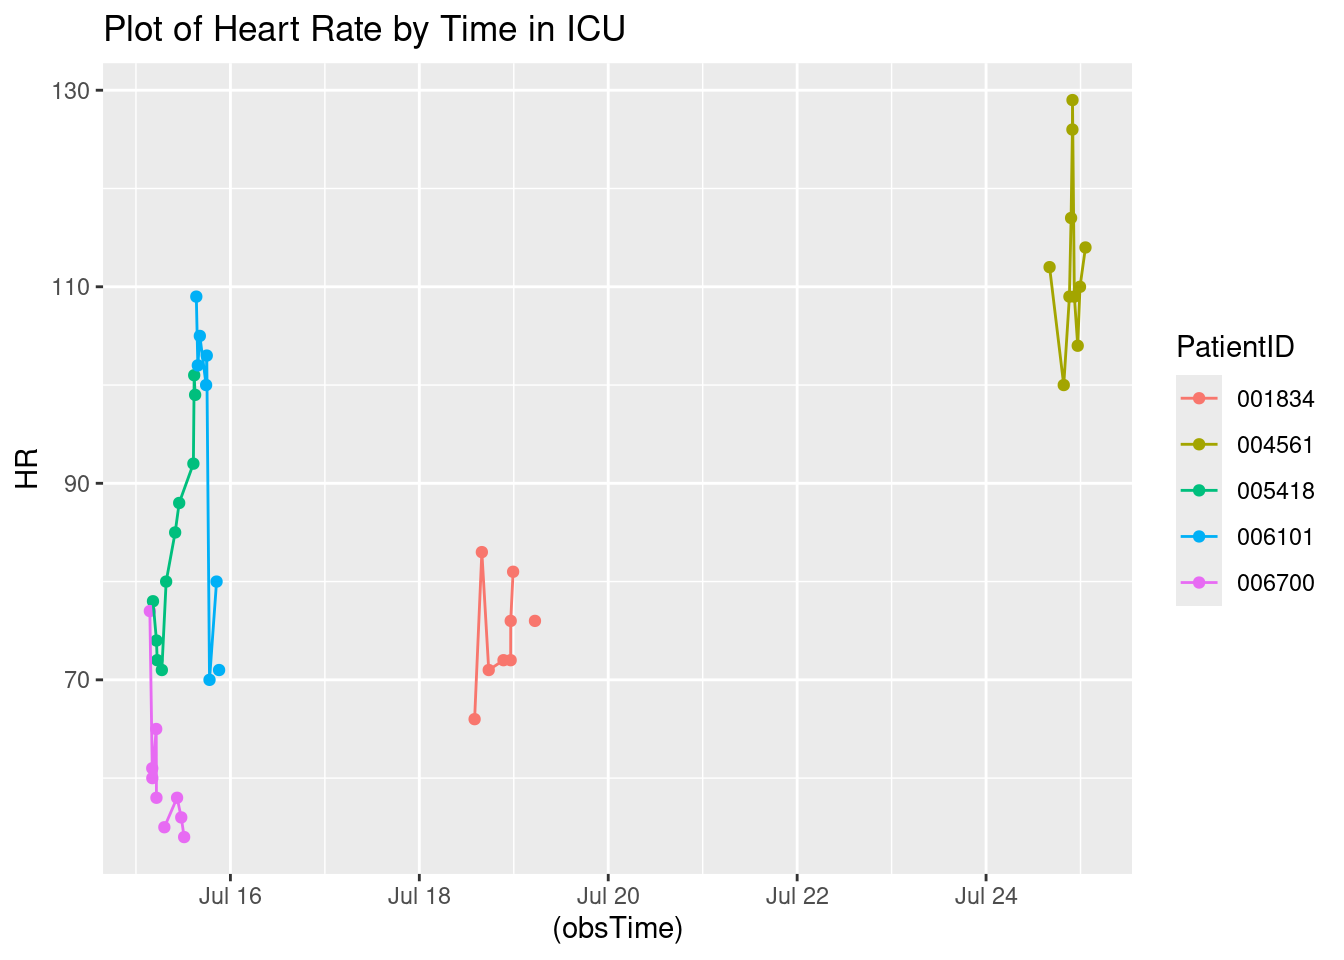 Plot of Heart Rate by Time in ICU
130
110
90
70
HR
Jul 16
Jul 18
Jul 20
Jul 22
Jul 24
(obsTime)
PatientID
001834
004561
005418
006101
006700